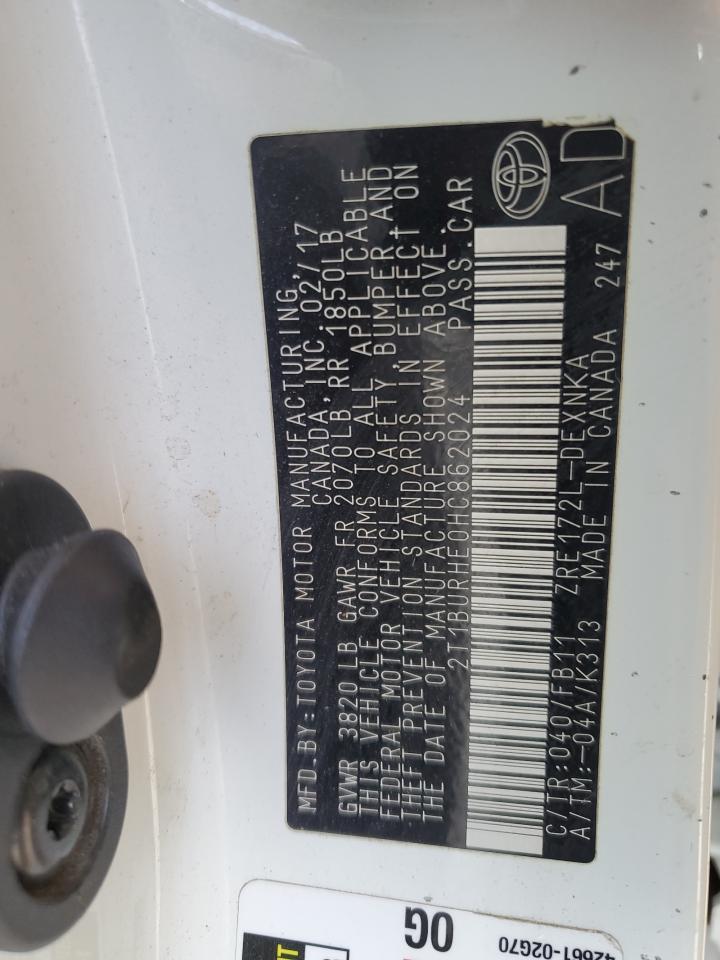 MFD.BY:TOYOTA MOTOR MANUFACTURING,
CANADA, INC. 02/17
GVWR 3820LB GAWR FR 2070LB, RR 1850LB
THIS VEHICLE CONFORMS TO ALL APPLICABLE
FEDERAL MOTOR VEHICLE SAFETY, BUMPER AND
THEFT PREVENTION STANDARDS IN EFFECT ON
THE DATE OF MANUFACTURE SHOWN ABOVE.
2T1BURHE0HC862024 PASS.CAR
C/TR:040/FB11 ZRE172L-DEXNKA
A/TM:-04A/K313 MADE IN CANADA 247
AD
OG
42661-02G70